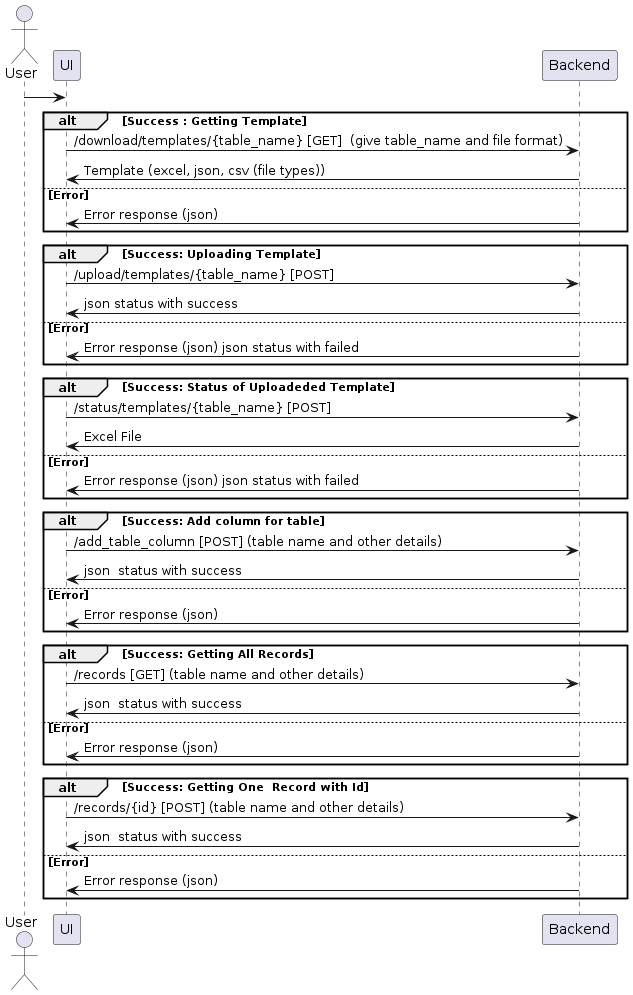 User
UI
Backend
alt [Success : Getting Template]
/download/templates/{table_name} [GET]  (give table_name and file format)
Template (excel, json, csv (file types))
[Error]
Error response (json)
alt [Success: Uploading Template]
/upload/templates/{table_name} [POST]
json status with success
[Error]
Error response (json) json status with failed
alt [Success: Status of Uploadeded Template]
/status/templates/{table_name} [POST]
Excel File
[Error]
Error response (json) json status with failed
alt [Success: Add column for table]
/add_table_column [POST] (table name and other details)
json  status with success
[Error]
Error response (json)
alt [Success: Getting All Records]
/records [GET] (table name and other details)
json  status with success
[Error]
Error response (json)
alt [Success: Getting One  Record with Id]
/records/{id} [POST] (table name and other details)
json  status with success
[Error]
Error response (json)
User
UI
Backend